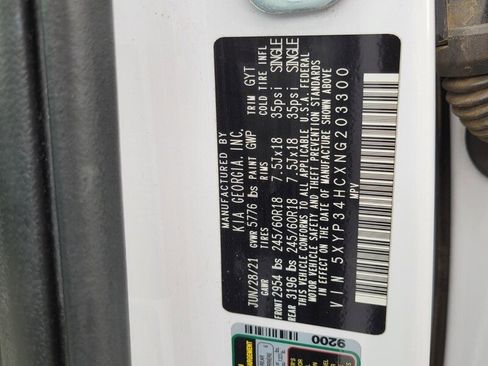 MANUFACTURED BY
KIA GEORGIA, INC.
JUN/28/21 GVWR 5776 lbs PAINT GWP TRIM GYT
GAWR TIRES RIMS COLD TIRE INFL
FRONT 2954 lbs 245/60R18 7.5Jx18 35psi SINGLE
REAR 3196 lbs 245/60R18 7.5Jx18 35psi SINGLE
THIS VEHICLE CONFORMS TO ALL APPLICABLE U.S.A. FEDERAL
MOTOR VEHICLE SAFETY, BUMPER, AND THEFT PREVENTION STANDARDS
IN EFFECT ON THE DATE OF MANUFACTURE SHOWN ABOVE
V I N 5XYP34HCXNG203300
MPV
9200